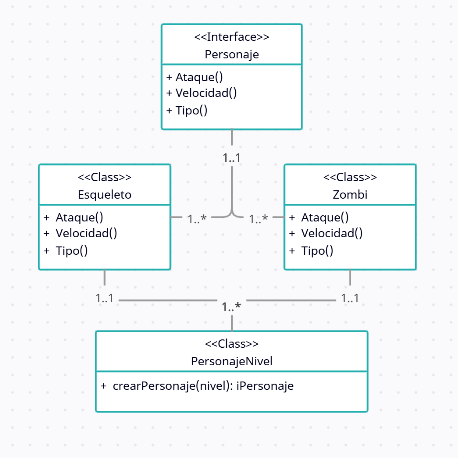 <<Interface>>
Personaje
+ Ataque()
+ Velocidad()
+ Tipo()
1..1
<<Class>>
Esqueleto
+ Ataque()
+ Velocidad()
+ Tipo()
1..*
1..*
<<Class>>
Zombi
+ Ataque()
+ Velocidad()
+ Tipo()
1..1
1..*
1..1
<<Class>>
PersonajeNivel
+ crearPersonaje(nivel): iPersonaje